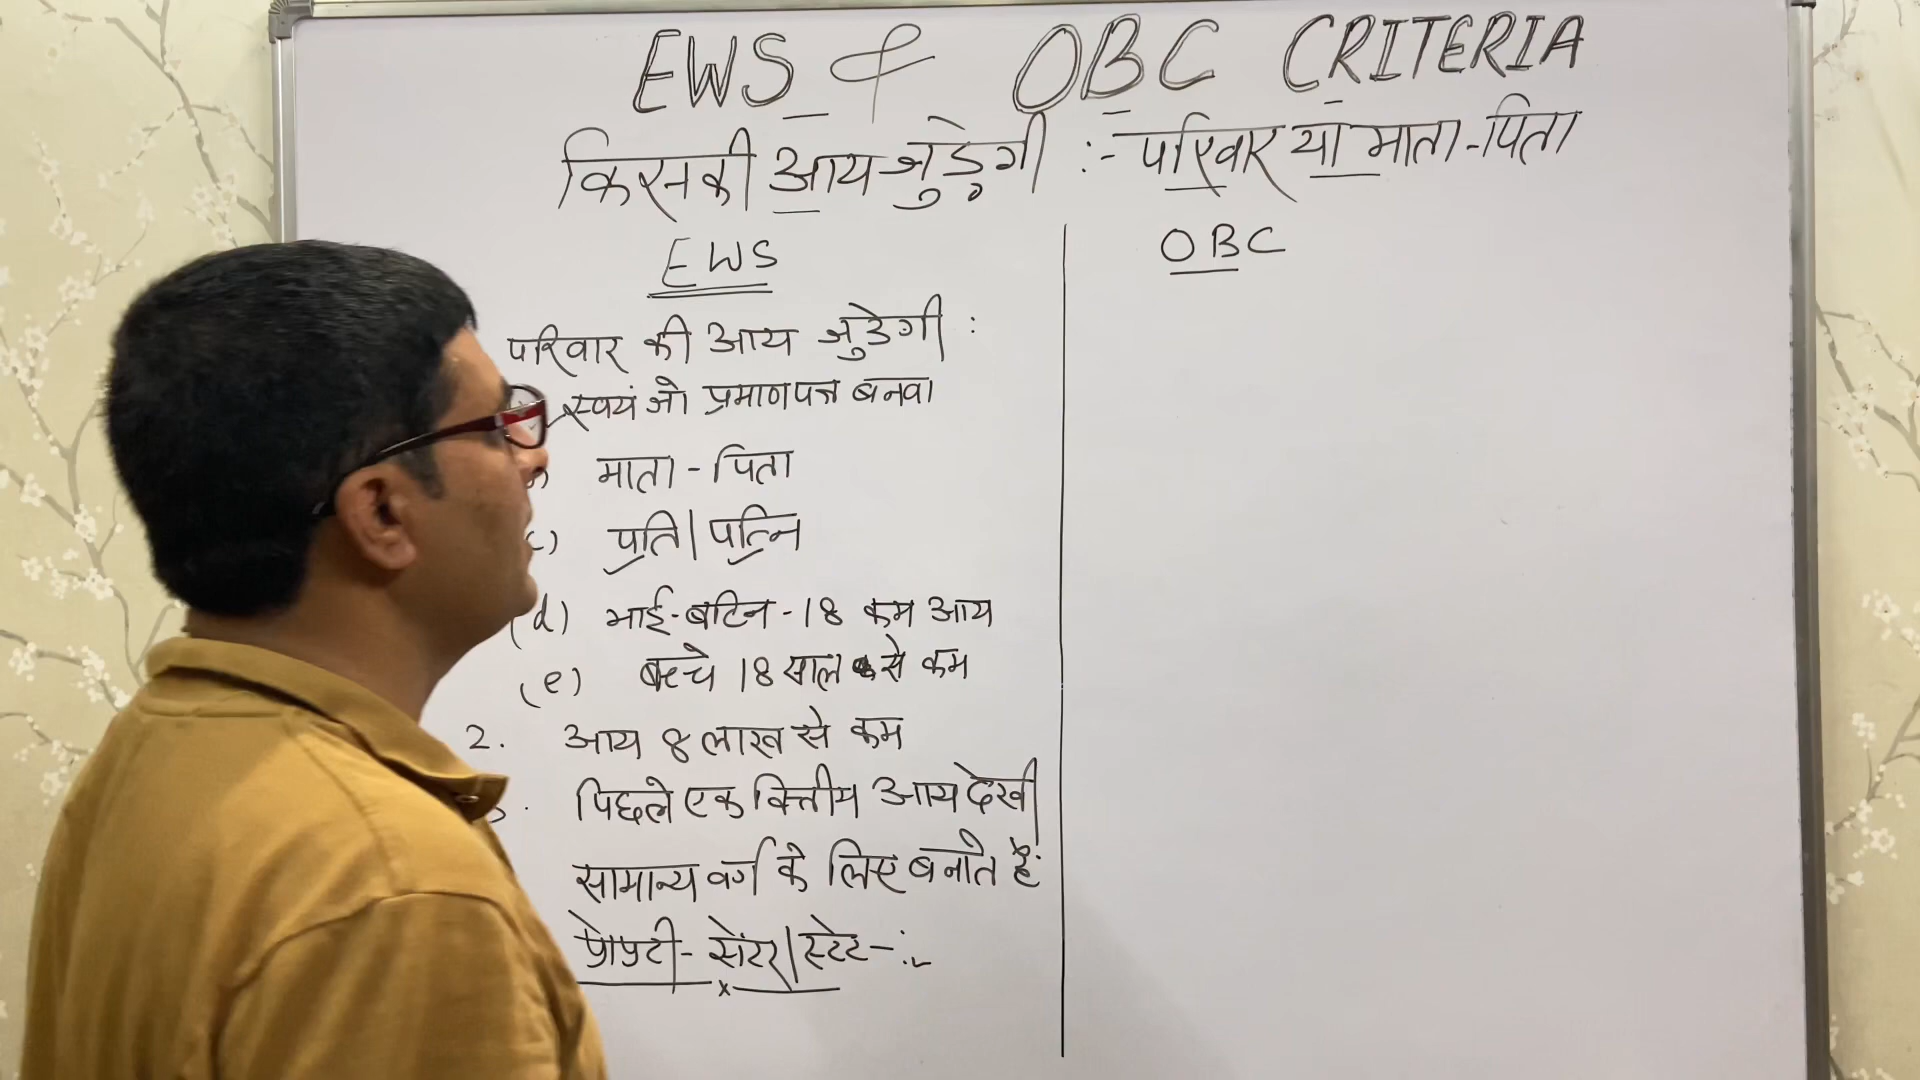 EWS & OBC CRITERIA
किसकी आय जुड़ेगी :- परिवार या माता-पिता
EWS
परिवार की आय जुडेगी :
स्वयं जो प्रमाणपत्र बनवा
माता - पिता
c) पति | पत्नि
(d) भाई-बहिन - 18 कम आय
(e) बच्चे 18 साल से कम
2. आय 8 लाख से कम
पिछले एक वित्तीय आय देखी
सामान्य वर्ग के लिए बनाते हैं
प्रोपर्टी - सेंटर | स्टेट - :
OBC